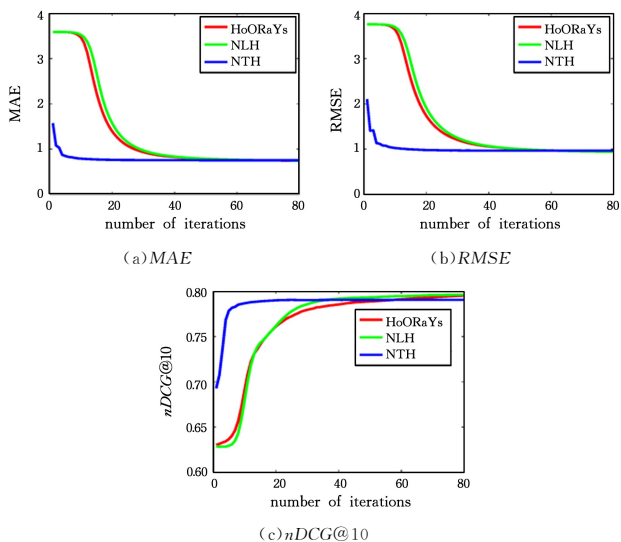 4
3
2
1
0
MAE
HoORaYs
NLH
NTH
0 20 40 60 80
number of iterations
(a)MAE
4
3
2
1
0
RMSE
HoORaYs
NLH
NTH
0 20 40 60 80
number of iterations
(b)RMSE
0.80
0.75
0.70
0.65
0.60
nDCG@10
HoORaYs
NLH
NTH
0 20 40 60 80
number of iterations
(c)nDCG@10